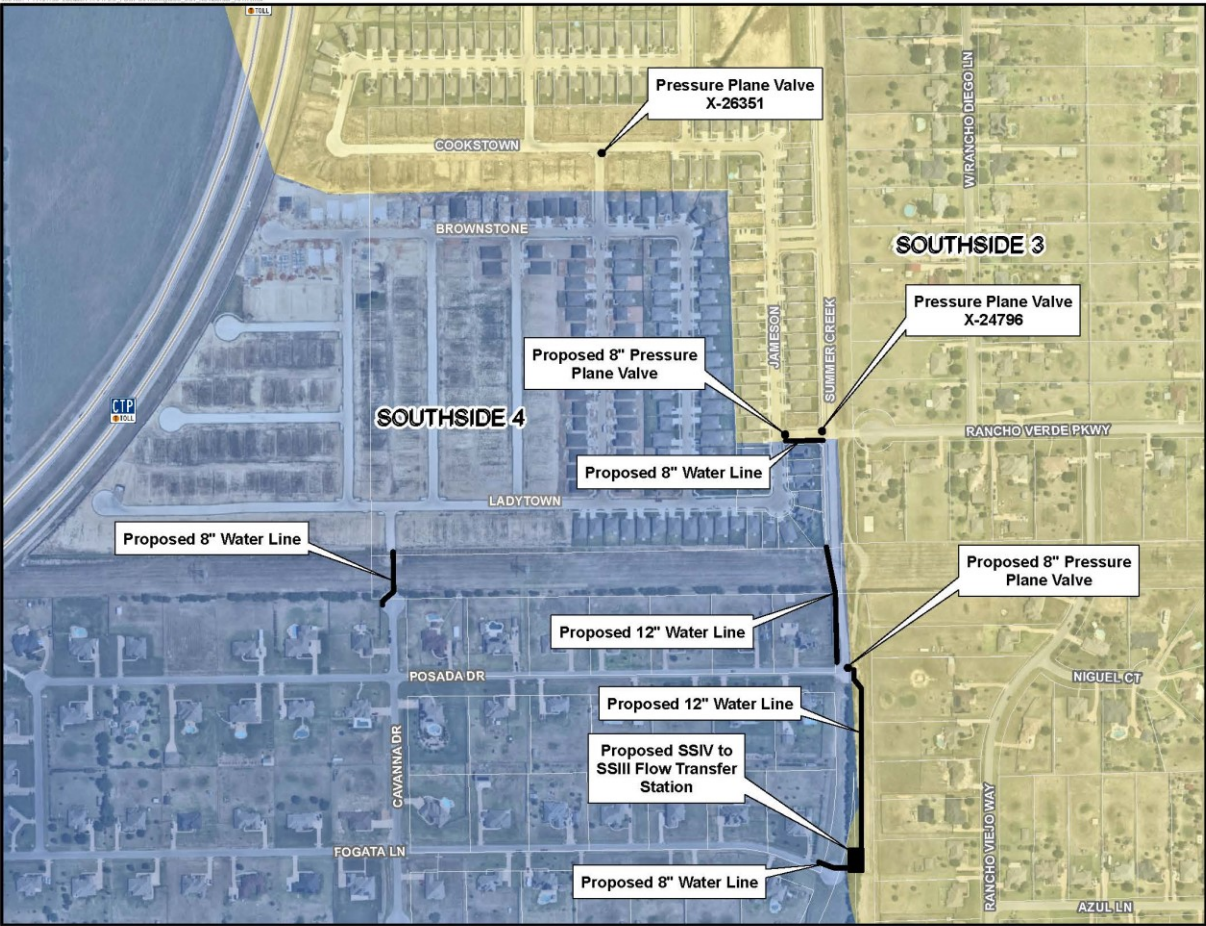 TOLL
Pressure Plane Valve
X-26351
COOKSTOWN
W RANCHO DIEGO LN
BROWNSTONE
SOUTHSIDE 3
Pressure Plane Valve
X-24796
JAMESON
SUMMER CREEK
Proposed 8" Pressure
Plane Valve
CTP
TOLL
SOUTHSIDE 4
RANCHO VERDE PKWY
Proposed 8" Water Line
LADYTOWN
Proposed 8" Water Line
Proposed 8" Pressure
Plane Valve
Proposed 12" Water Line
POSADA DR
NIGUEL CT
Proposed 12" Water Line
CAVANNA DR
Proposed SSIV to
SSIII Flow Transfer
Station
RANCHO VIEJO WAY
FOGATA LN
Proposed 8" Water Line
AZUL LN